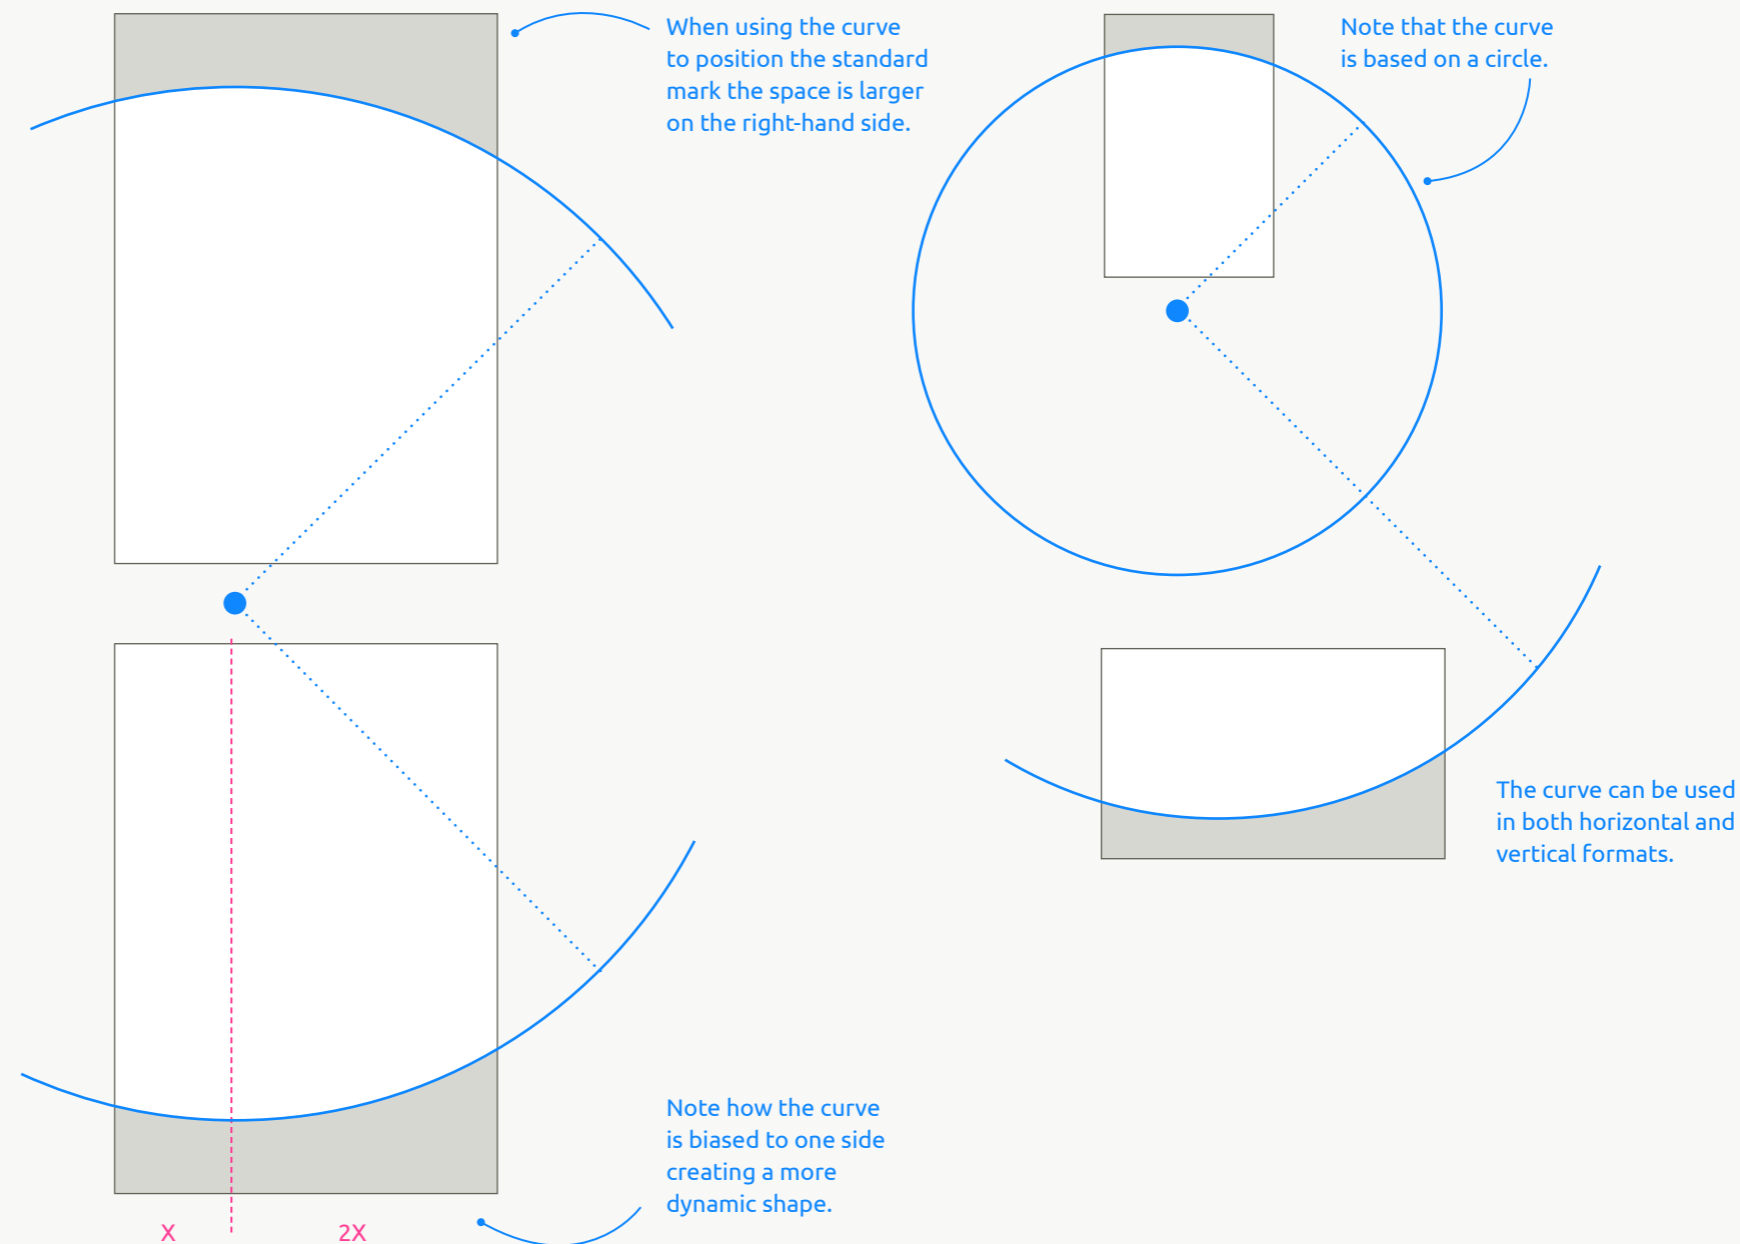 When using the curve
to position the standard
mark the space is larger
on the right-hand side.
Note that the curve
is based on a circle.
The curve can be used
in both horizontal and
vertical formats.
Note how the curve
is biased to one side
creating a more
dynamic shape.
X
2X